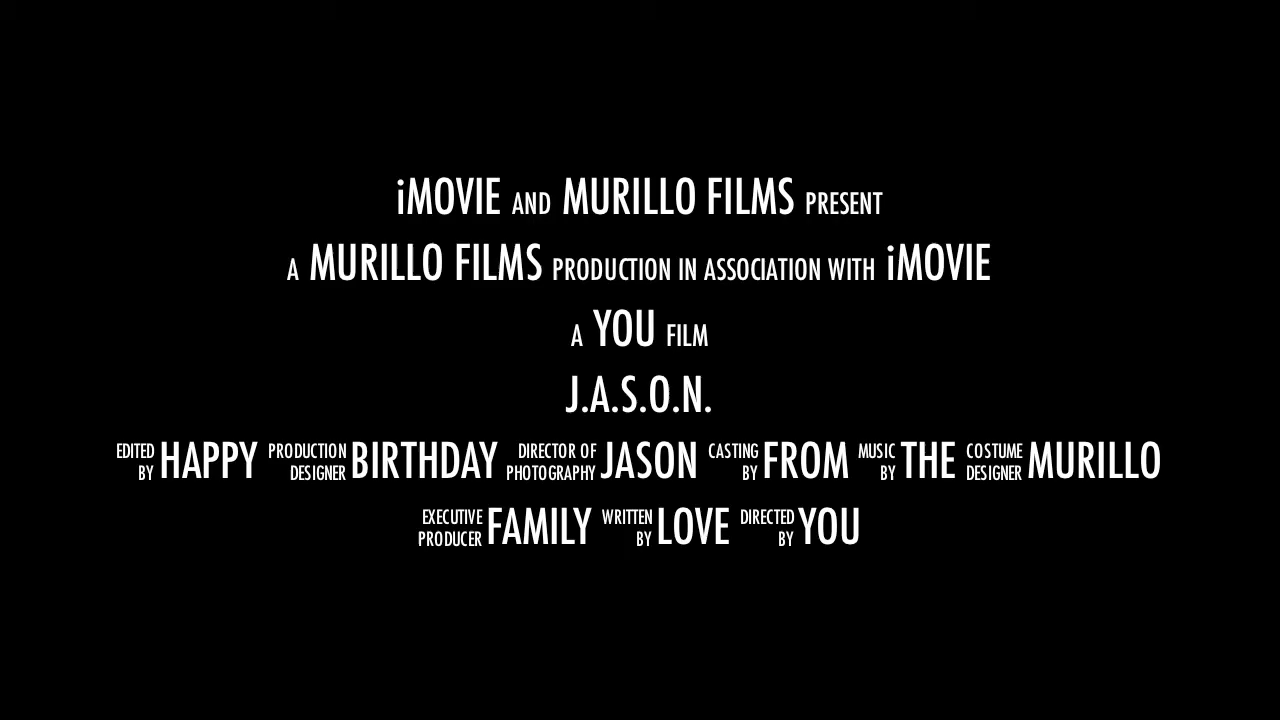 iMOVIE AND MURILLO FILMS PRESENT
A MURILLO FILMS PRODUCTION IN ASSOCIATION WITH iMOVIE
A YOU FILM
J.A.S.O.N.
EDITED BY HAPPY PRODUCTION DESIGNER BIRTHDAY DIRECTOR OF PHOTOGRAPHY JASON CASTING BY FROM MUSIC BY THE COSTUME DESIGNER MURILLO
EXECUTIVE PRODUCER FAMILY WRITTEN BY LOVE DIRECTED BY YOU